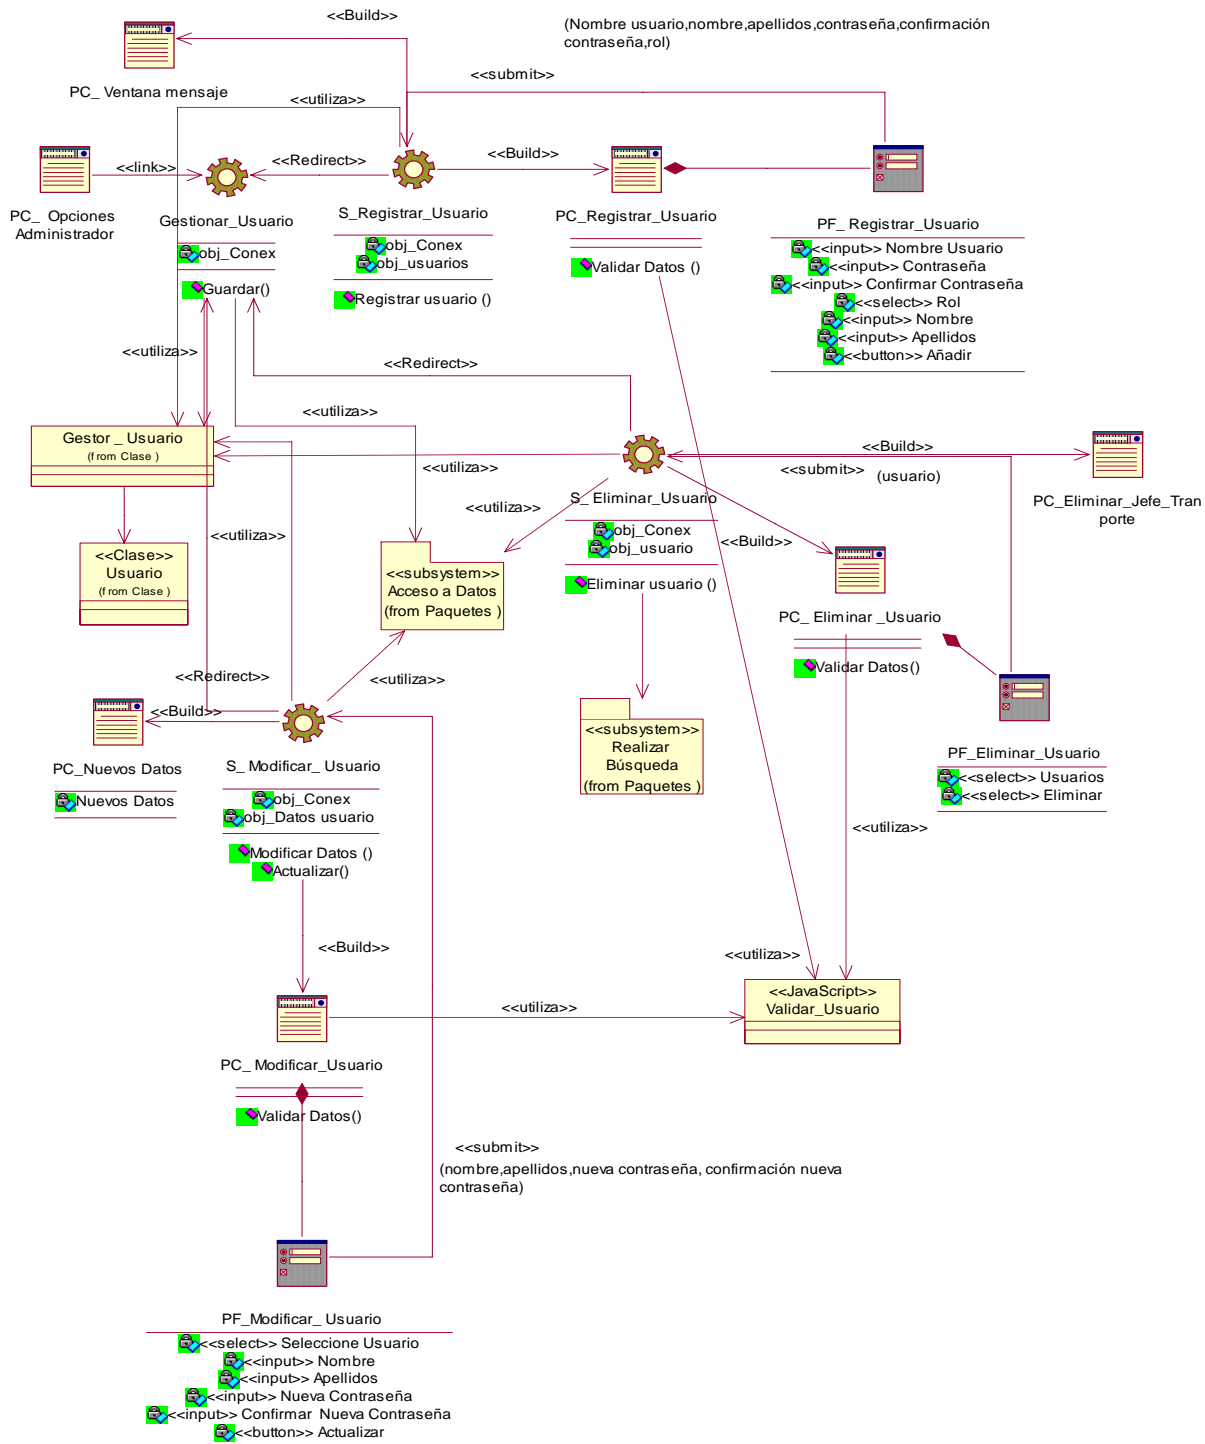 <<Build>>
(Nombre usuario,nombre,apellidos,contraseña,confirmación
contraseña,rol)
PC_ Ventana mensaje
<<submit>>
<<utiliza>>
<<link>>
<<Redirect>>
<<Build>>
PC_ Opciones
Administrador
Gestionar_Usuario
obj_Conex
Guardar()
S_Registrar_Usuario
obj_Conex
obj_usuarios
Registrar usuario ()
PC_Registrar_Usuario
Validar Datos ()
PF_ Registrar_Usuario
<<input>> Nombre Usuario
<<input>> Contraseña
<<input>> Confirmar Contraseña
<<select>> Rol
<<input>> Nombre
<<input>> Apellidos
<<button>> Añadir
<<utiliza>>
<<Redirect>>
<<utiliza>>
Gestor _ Usuario
(from Clase )
<<utiliza>>
<<Build>>
<<submit>>
(usuario)
PC_Eliminar_Jefe_Tran
porte
S_ Eliminar_Usuario
obj_Conex
obj_usuario
Eliminar usuario ()
<<utiliza>>
<<utiliza>>
<<Build>>
<<Clase>>
Usuario
(from Clase )
<<subsystem>>
Acceso a Datos
(from Paquetes )
PC_ Eliminar _Usuario
Validar Datos()
<<Redirect>>
<<utiliza>>
<<Build>>
<<subsystem>>
Realizar
Búsqueda
(from Paquetes )
PF_Eliminar_Usuario
<<select>> Usuarios
<<select>> Eliminar
PC_Nuevos Datos
Nuevos Datos
S_ Modificar_ Usuario
obj_Conex
obj_Datos usuario
Modificar Datos ()
Actualizar()
<<utiliza>>
<<Build>>
<<utiliza>>
<<utiliza>>
<<JavaScript>>
Validar_Usuario
PC_ Modificar_Usuario
Validar Datos()
<<submit>>
(nombre,apellidos,nueva contraseña, confirmación nueva
contraseña)
PF_Modificar_ Usuario
<<select>> Seleccione Usuario
<<input>> Nombre
<<input>> Apellidos
<<input>> Nueva Contraseña
<<input>> Confirmar  Nueva Contraseña
<<button>> Actualizar